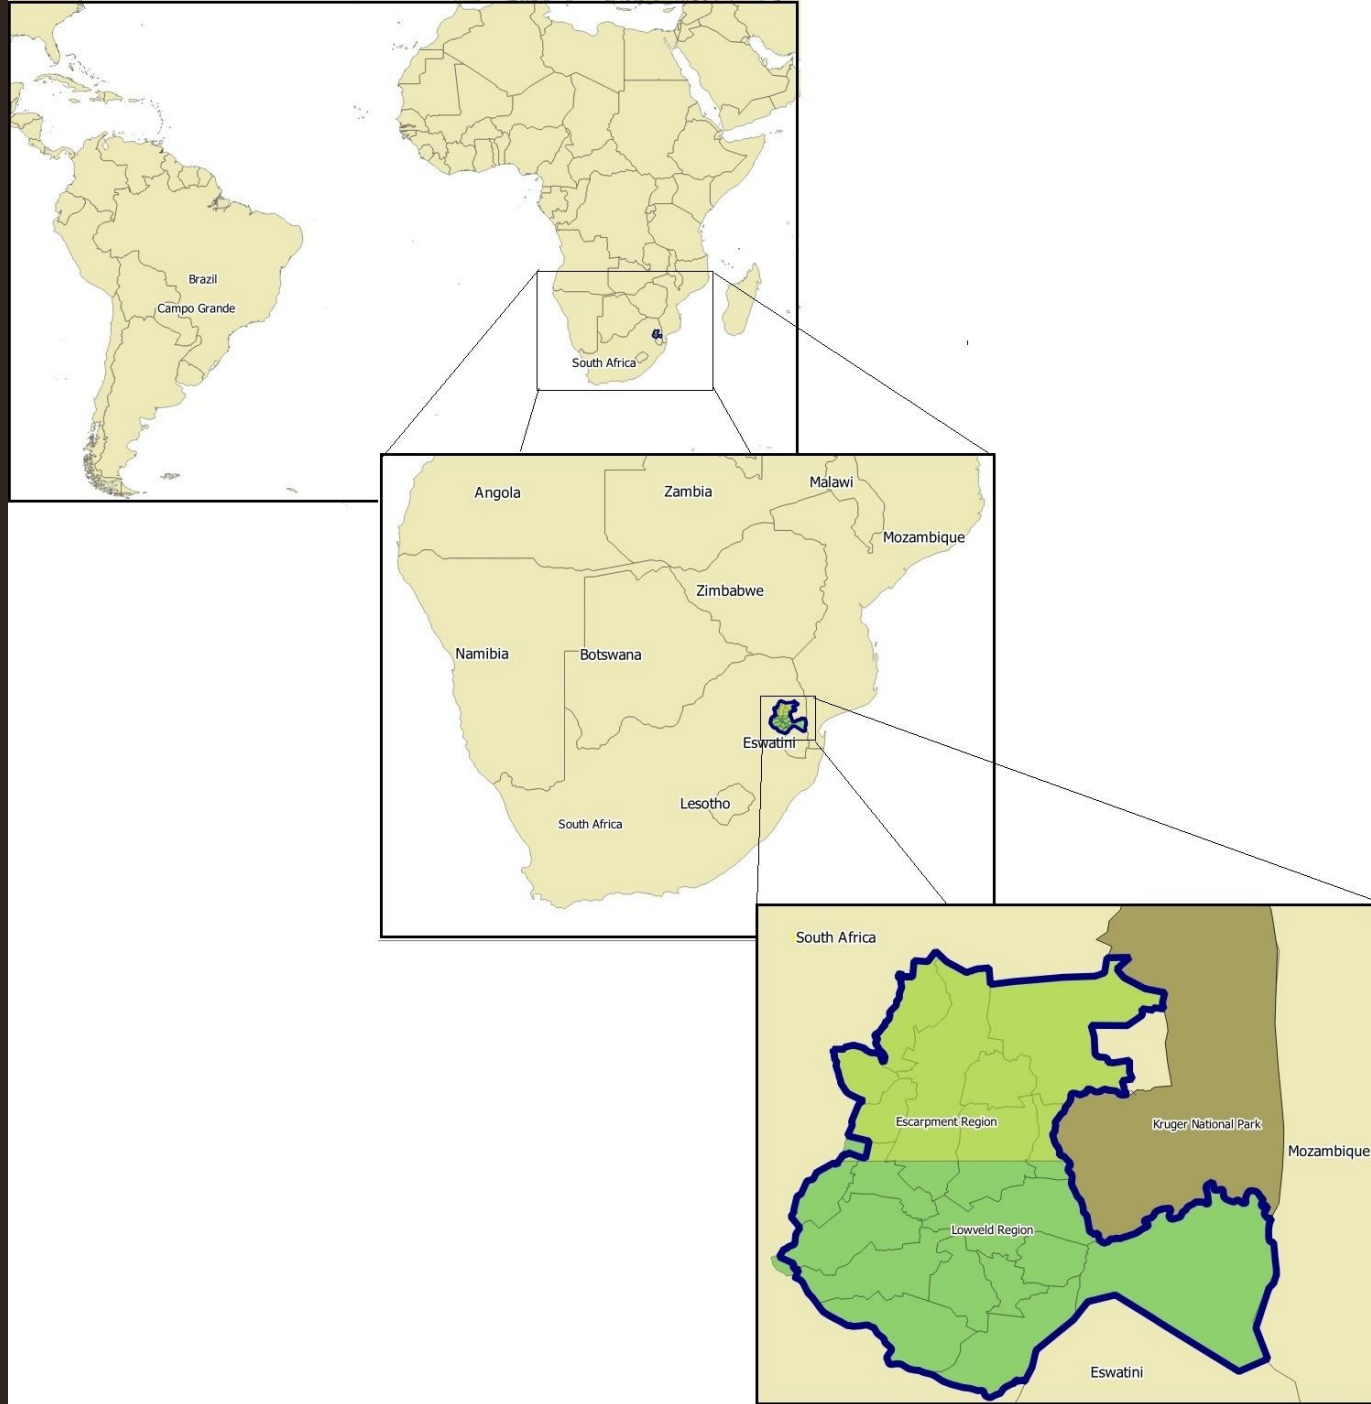 Brazil
Campo Grande
South Africa
Angola
Zambia
Malawi
Mozambique
Zimbabwe
Namibia
Botswana
Eswatini
Lesotho
South Africa
South Africa
Escarpment Region
Kruger National Park
Mozambique
Lowveld Region
Eswatini